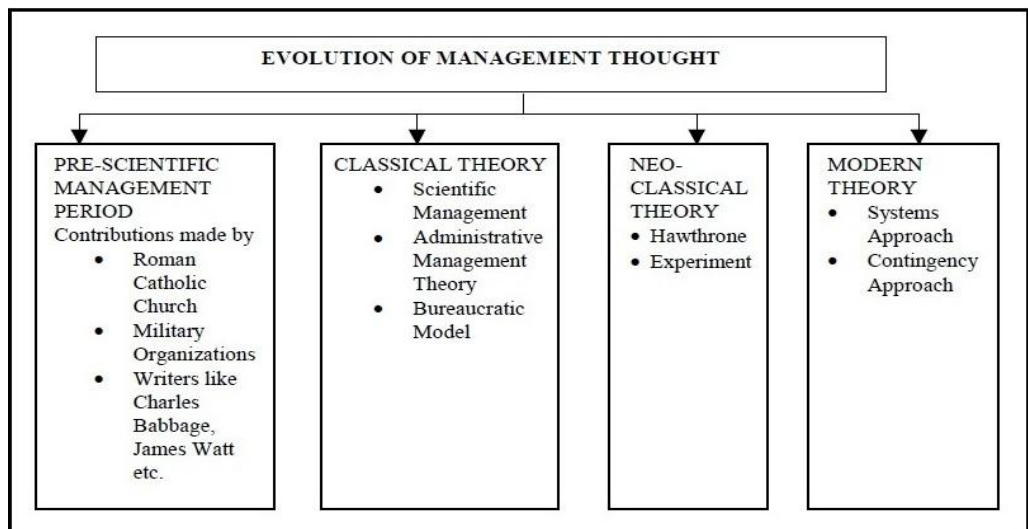 EVOLUTION OF MANAGEMENT THOUGHT
PRE-SCIENTIFIC
MANAGEMENT
PERIOD
Contributions made by
• Roman
Catholic
Church
• Military
Organizations
• Writers like
Charles
Babbage,
James Watt
etc.
CLASSICAL THEORY
• Scientific
Management
• Administrative
Management
Theory
• Bureaucratic
Model
NEO-
CLASSICAL
THEORY
• Hawthrone
• Experiment
MODERN
THEORY
• Systems
Approach
• Contingency
Approach